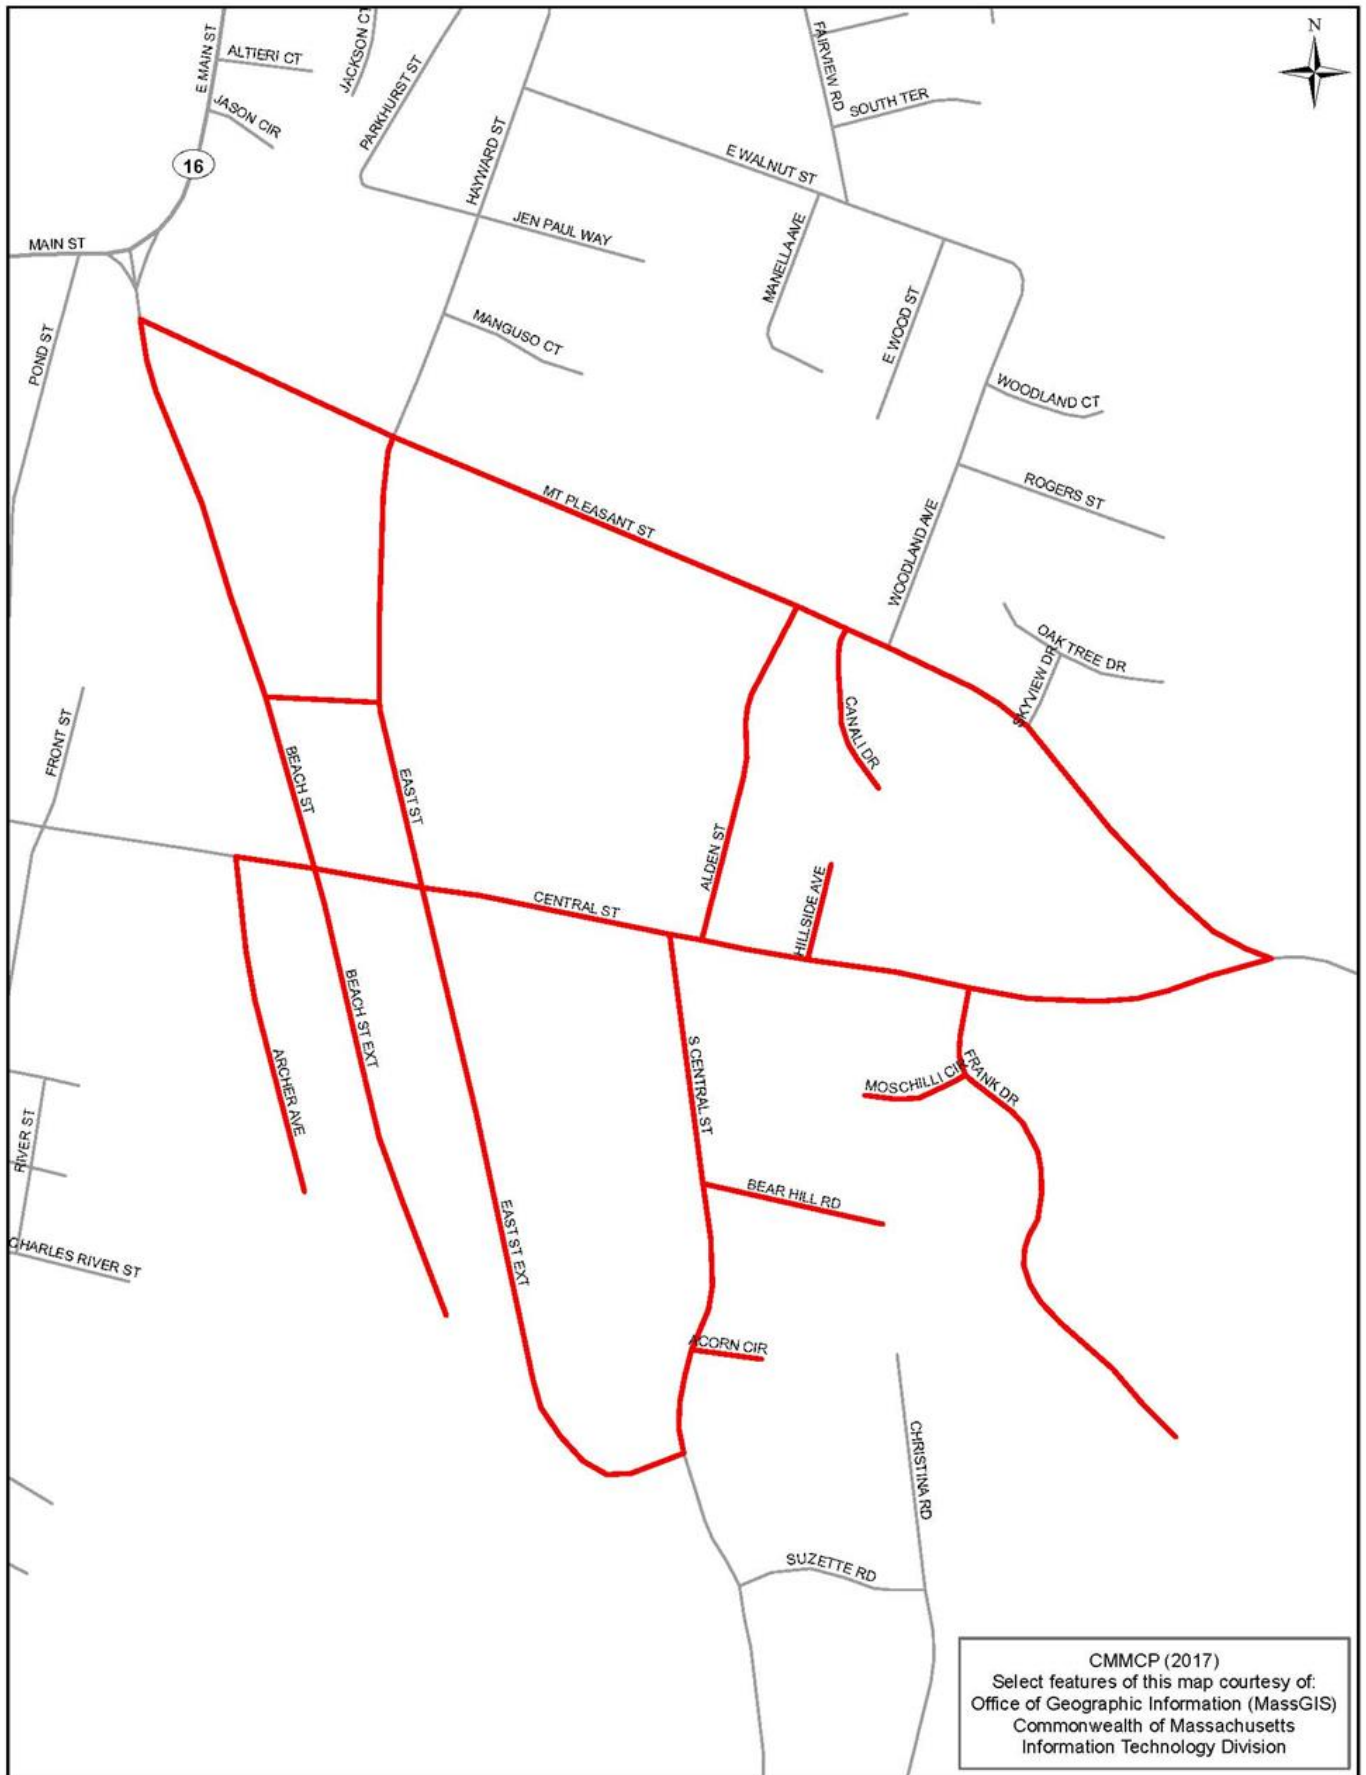 N
E MAIN ST
ALTIERI CT
JACKSON CT
PARKHURST ST
FAIRVIEW RD
SOUTH TER
JASON CIR
16
HAYWARD ST
E WALNUT ST
MAIN ST
JEN PAUL WAY
MANELLA AVE
POND ST
MANGUSO CT
E WOOD ST
WOODLAND CT
ROGERS ST
MT PLEASANT ST
WOODLAND AVE
OAK TREE DR
SKYVIEW DR
CANALI DR
FRONT ST
BEACH ST
EAST ST
ALDEN ST
HILLSIDE AVE
CENTRAL ST
BEACH ST EXT
ARCHER AVE
S CENTRAL ST
MOSCHILLI CIR
FRANK DR
RIVER ST
BEAR HILL RD
EAST ST EXT
CHARLES RIVER ST
ACORN CIR
CHRISTINA RD
SUZETTE RD
CMMCP (2017)
Select features of this map courtesy of:
Office of Geographic Information (MassGIS)
Commonwealth of Massachusetts
Information Technology Division